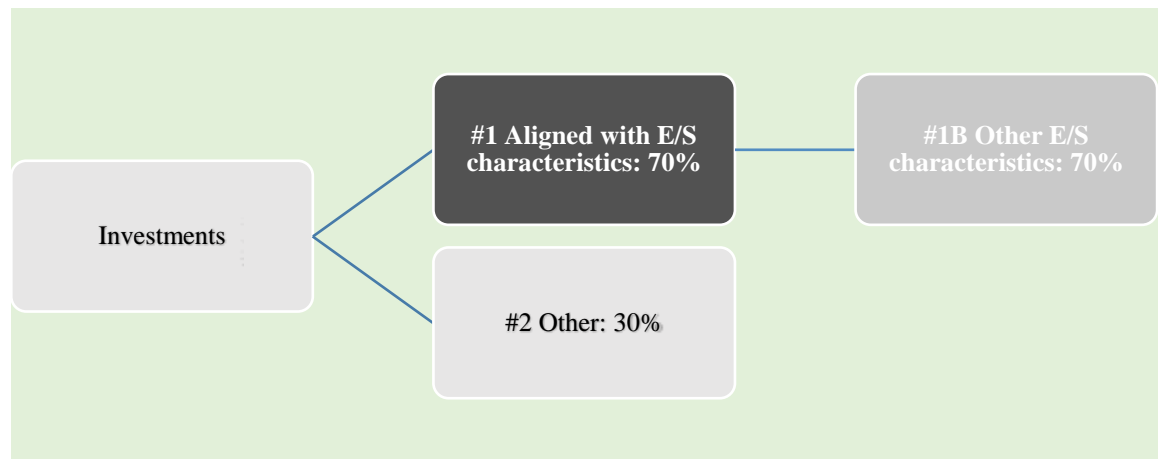 #1 Aligned with E/S
characteristics: 70%
#1B Other E/S
characteristics: 70%
Investments
#2 Other: 30%